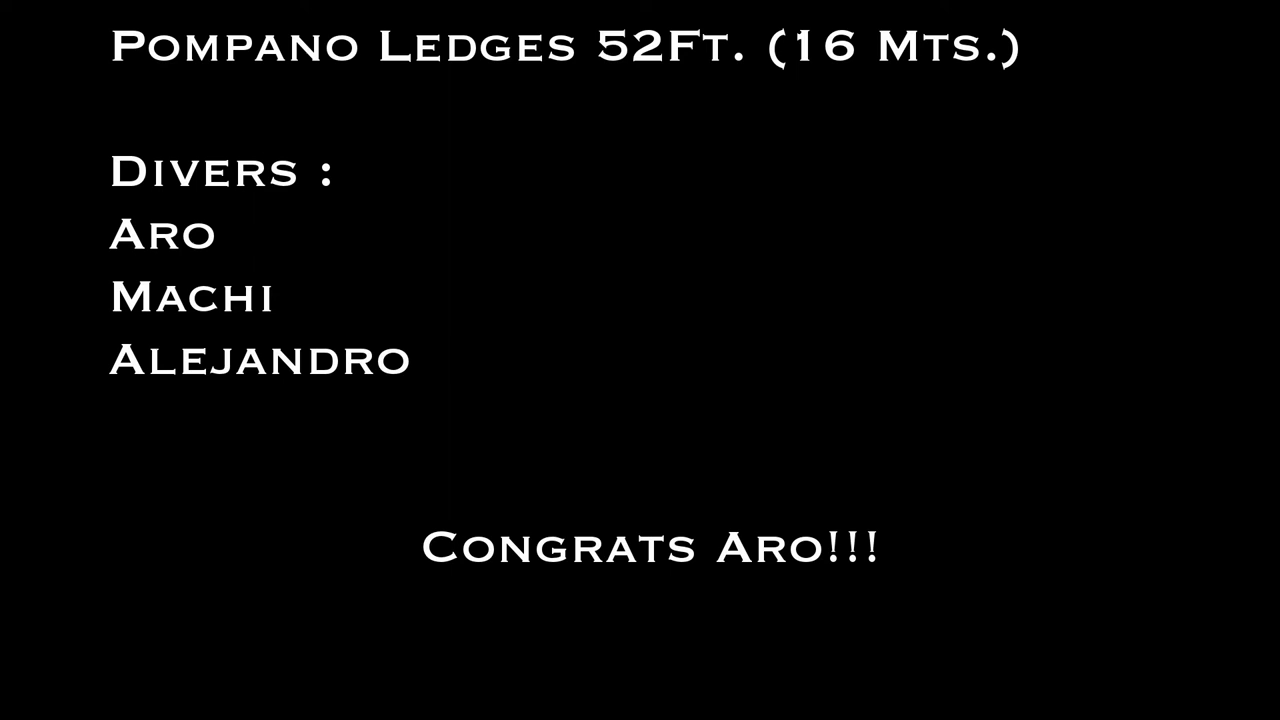 Pompano Ledges 52Ft. (16 Mts.)
Divers :
Aro
Machi
Alejandro
Congrats Aro!!!